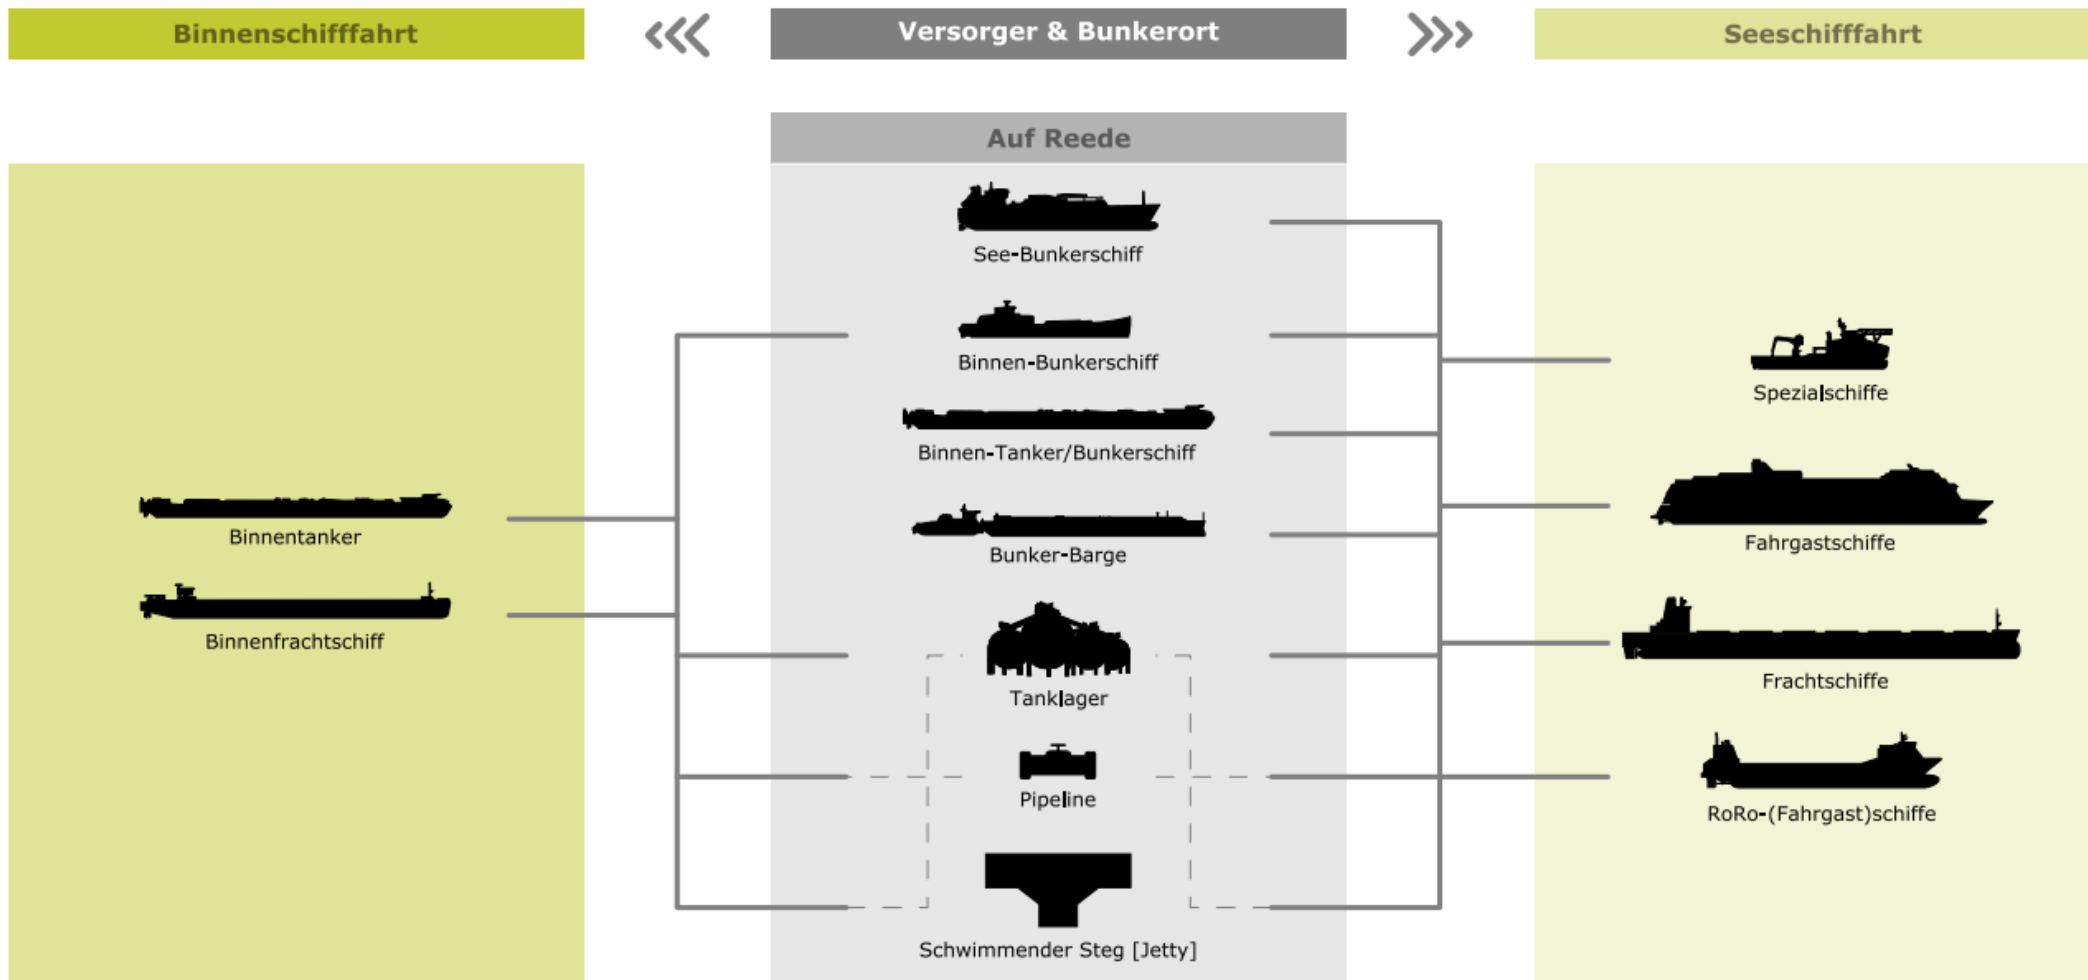 Binnenschifffahrt
Versorger & Bunkerort
Seeschifffahrt
Auf Reede
See-Bunkerschiff
Binnen-Bunkerschiff
Binnen-Tanker/Bunkerschiff
Bunker-Barge
Tanklager
Pipeline
Schwimmender Steg [Jetty]
Binnentanker
Binnenfrachtschiff
Spezialschiffe
Fahrgastschiffe
Frachtschiffe
RoRo-(Fahrgast)schiffe